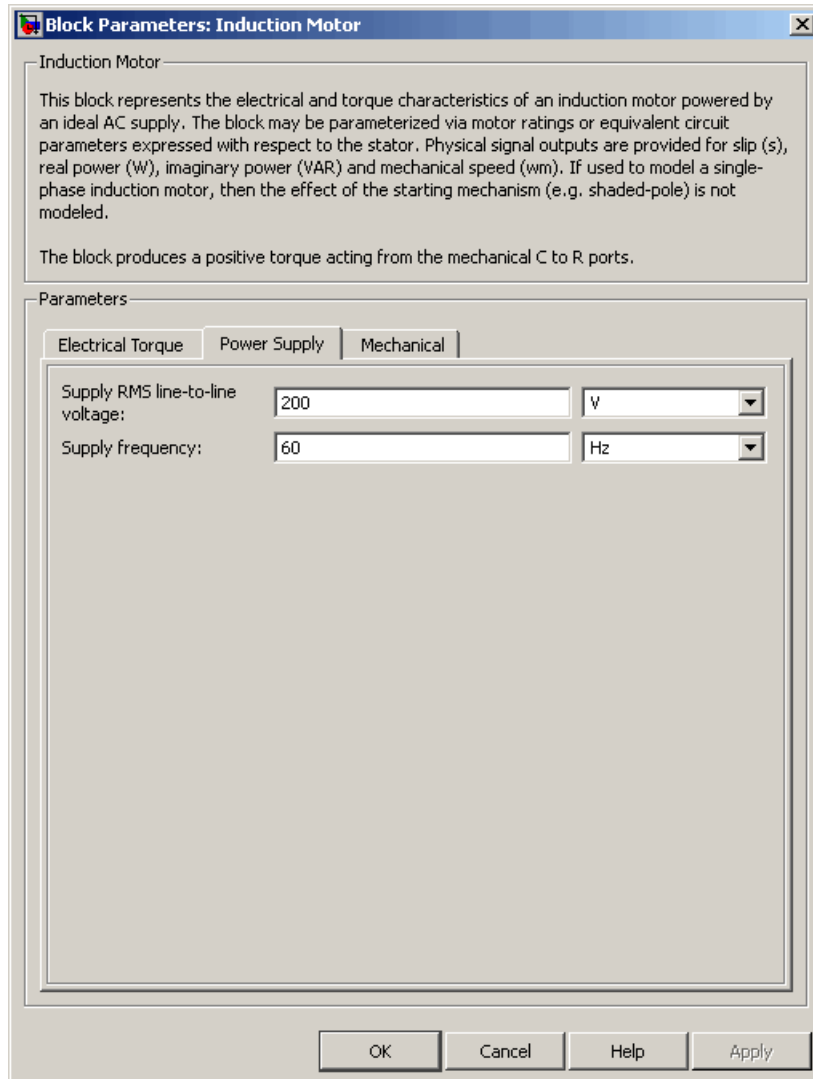 Block Parameters: Induction Motor
Induction Motor
This block represents the electrical and torque characteristics of an induction motor powered by
an ideal AC supply. The block may be parameterized via motor ratings or equivalent circuit
parameters expressed with respect to the stator. Physical signal outputs are provided for slip (s),
real power (W), imaginary power (VAR) and mechanical speed (wm). If used to model a single-
phase induction motor, then the effect of the starting mechanism (e.g. shaded-pole) is not
modeled.
The block produces a positive torque acting from the mechanical C to R ports.
Parameters
Electrical Torque Power Supply Mechanical
Supply RMS line-to-line
voltage:
200 V
Supply frequency: 60 Hz
OK Cancel Help Apply